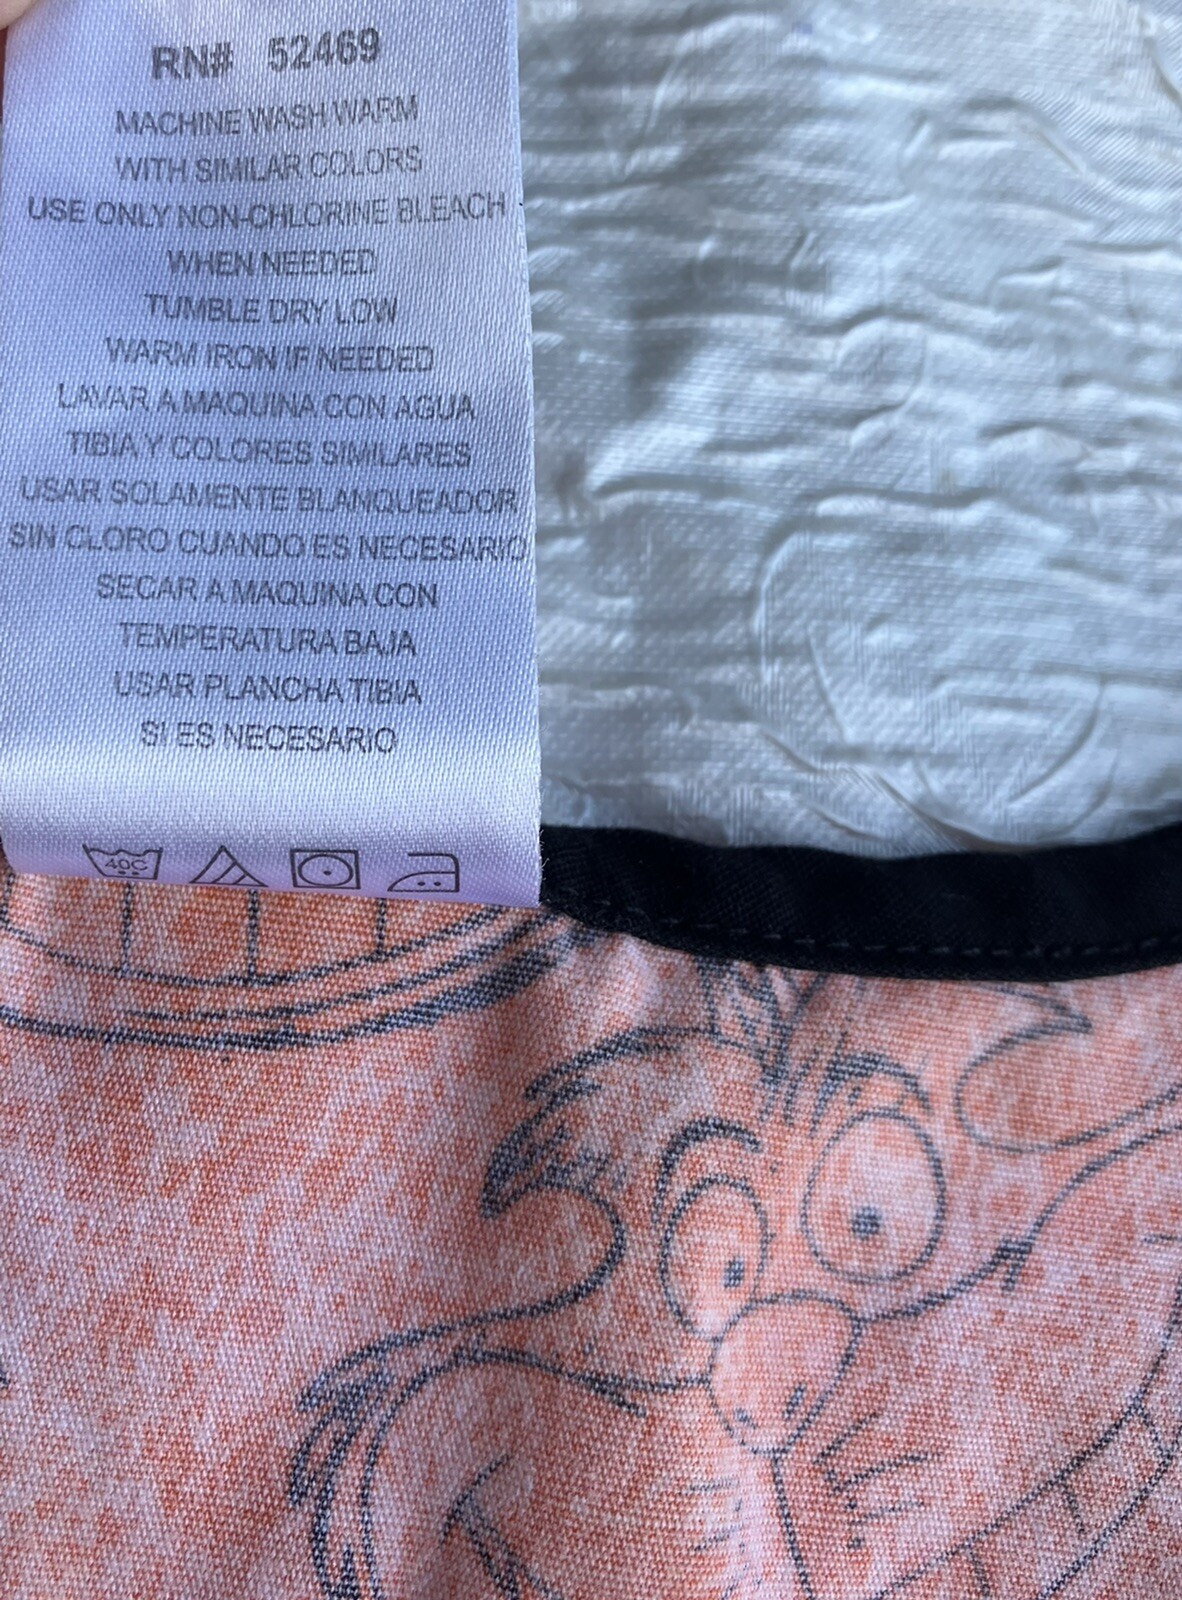 RN# 52469
MACHINE WASH WARM
WITH SIMILAR COLORS
USE ONLY NON-CHLORINE BLEACH
WHEN NEEDED
TUMBLE DRY LOW
WARM IRON IF NEEDED
LAVAR A MAQUINA CON AGUA
TIBIA Y COLORES SIMILARES
USAR SOLAMENTE BLANQUEADOR
SIN CLORO CUANDO ES NECESARIO
SECAR A MAQUINA CON
TEMPERATURA BAJA
USAR PLANCHA TIBIA
SI ES NECESARIO
40C